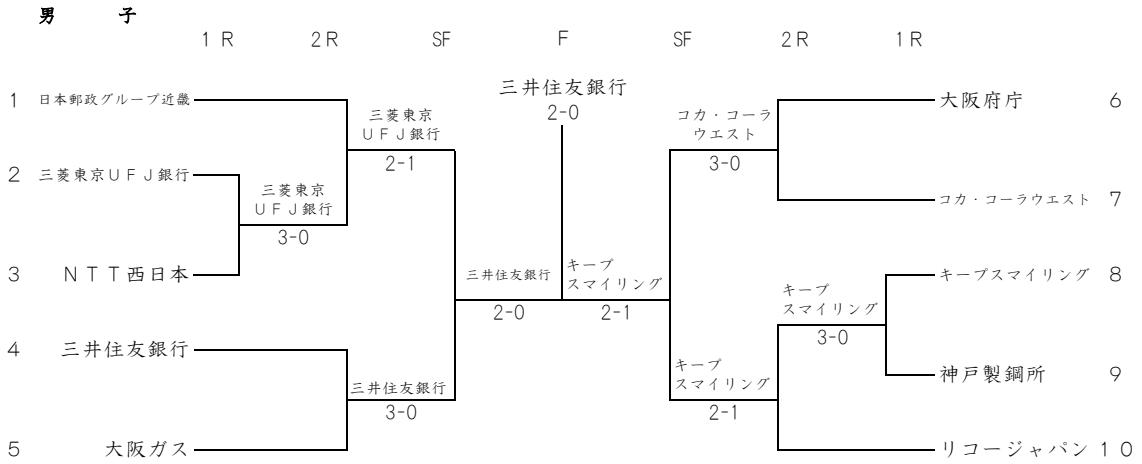 男　子
１Ｒ　２Ｒ　SF　F　SF　２Ｒ　１Ｒ
三井住友銀行
2-0
1 日本郵政グループ近畿
三菱東京
ＵＦＪ銀行
2-1
2 三菱東京ＵＦＪ銀行
三菱東京
ＵＦＪ銀行
3-0
3 ＮＴＴ西日本
三井住友銀行
2-0
4 三井住友銀行
三井住友銀行
3-0
5 大阪ガス
キープ
スマイリング
2-1
コカ・コーラ
ウエスト
3-0
大阪府庁 6
コカ・コーラウエスト 7
キープ
スマイリング
3-0
キープスマイリング 8
神戸製鋼所 9
キープ
スマイリング
2-1
リコージャパン １０